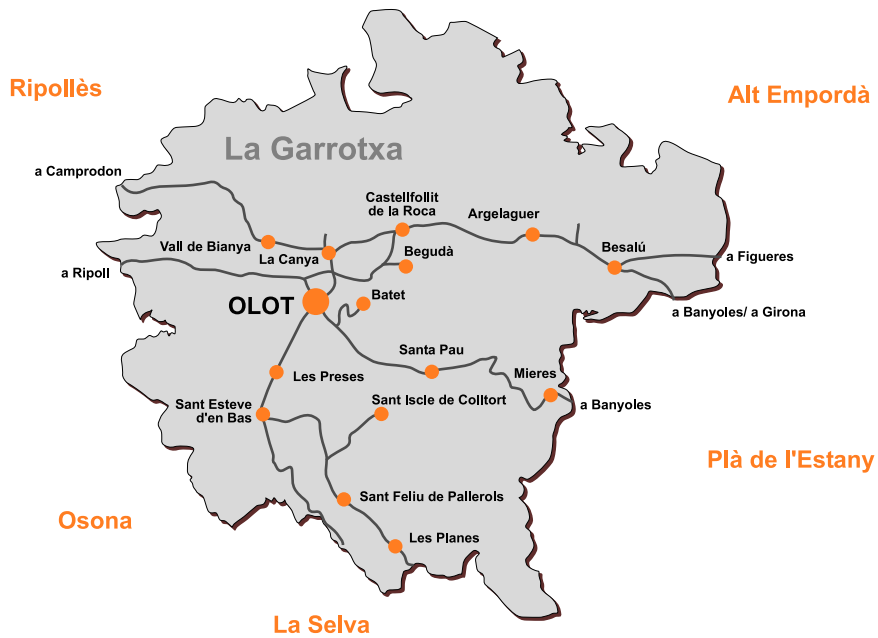 Ripollès
Alt Empordà
La Garrotxa
a Camprodon
Castellfollit
de la Roca
Argelaguer
Vall de Bianya
La Canya
Begudà
Besalú
a Figueres
a Ripoll
Batet
OLOT
a Banyoles/ a Girona
Santa Pau
Les Preses
Mieres
Sant Esteve
d'en Bas
Sant Iscle de Colltort
a Banyoles
Plà de l'Estany
Sant Feliu de Pallerols
Osona
Les Planes
La Selva